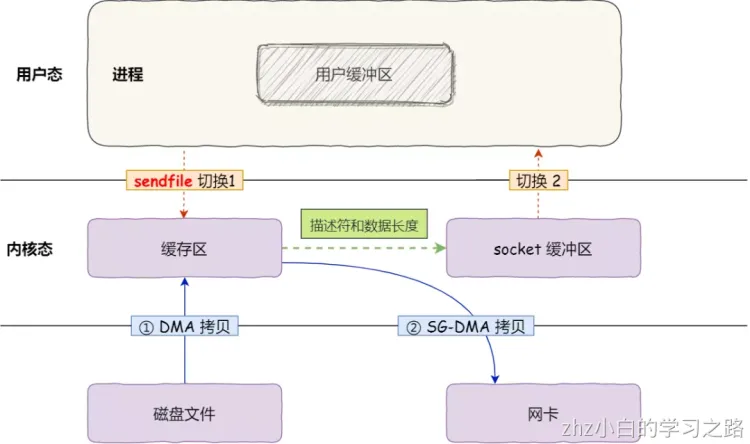 用户态
进程
用户缓冲区
sendfile 切换1
切换 2
内核态
缓存区
描述符和数据长度
socket 缓冲区
① DMA 拷贝
② SG-DMA 拷贝
磁盘文件
网卡
zhz小白的学习之路